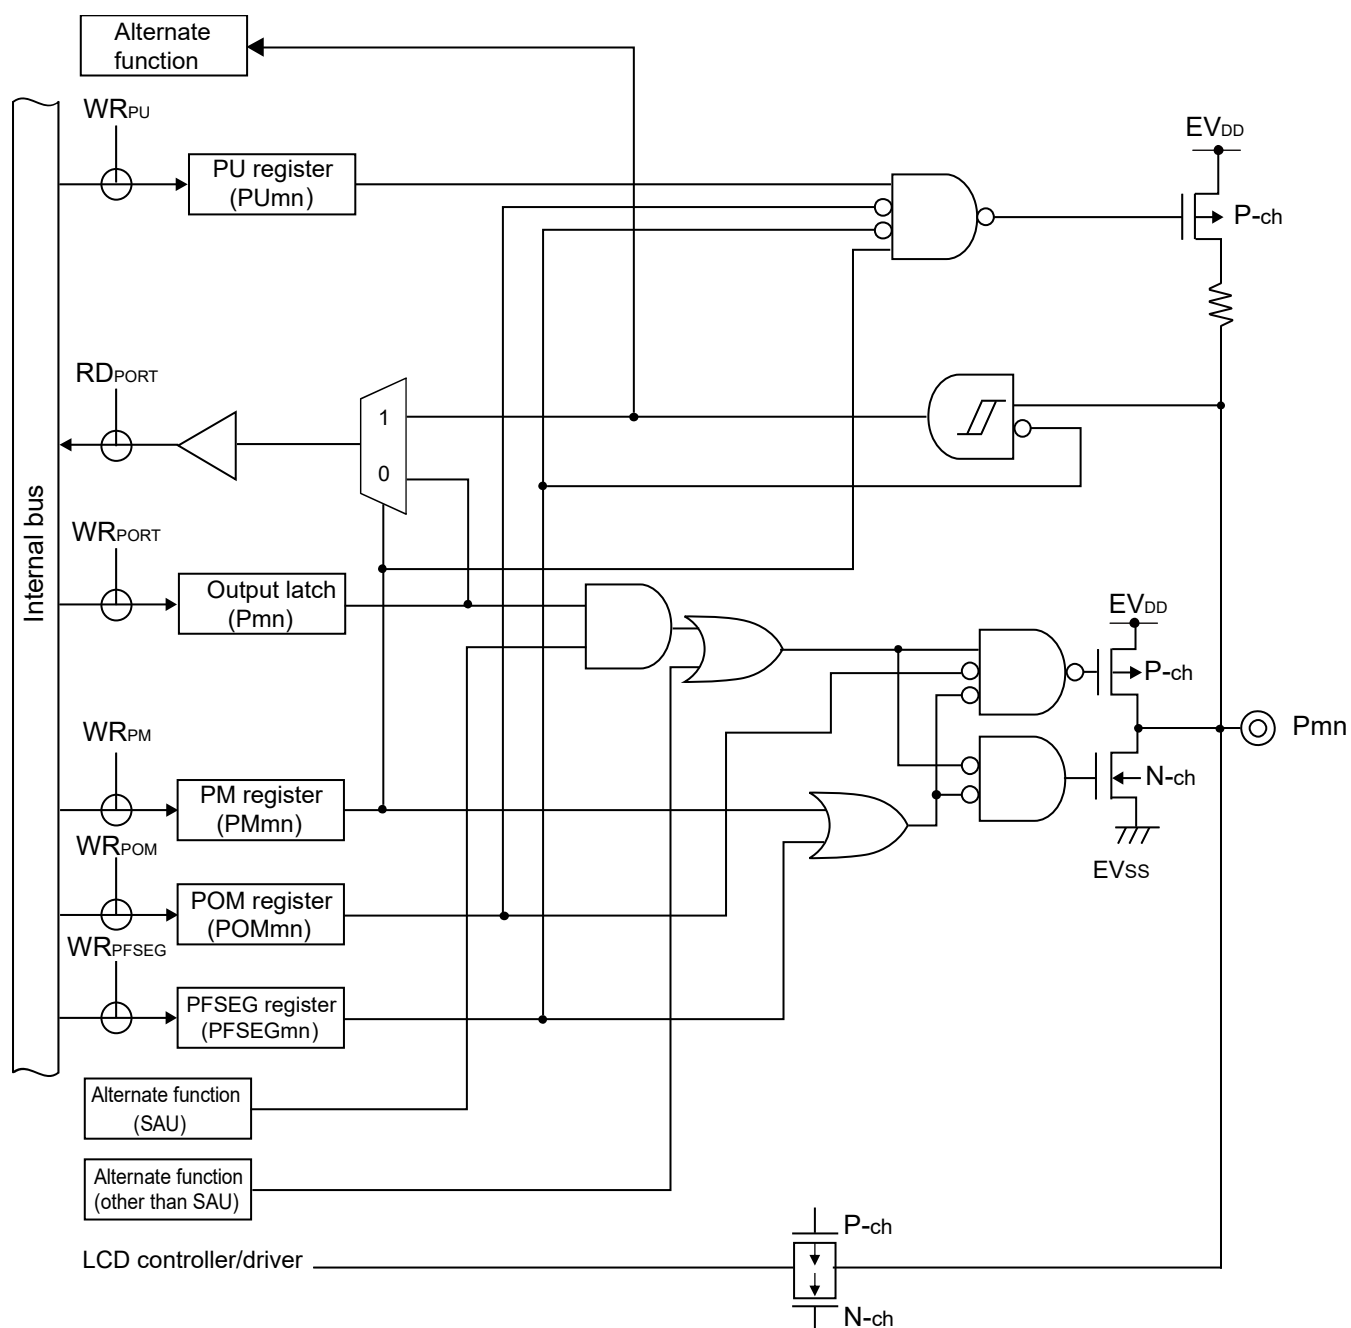 Alternate
function
WRPU
PU register
(PUmn)
EVDD
P-ch
RDPORT
1
0
Internal bus
WRPORT
Output latch
(Pmn)
EVDD
P-ch
Pmn
WRPM
PM register
(PMmn)
N-ch
EVSS
WRPOM
POM register
(POMmn)
WRPFSEG
PFSEG register
(PFSEGmn)
Alternate function
(SAU)
Alternate function
(other than SAU)
P-ch
LCD controller/driver
N-ch